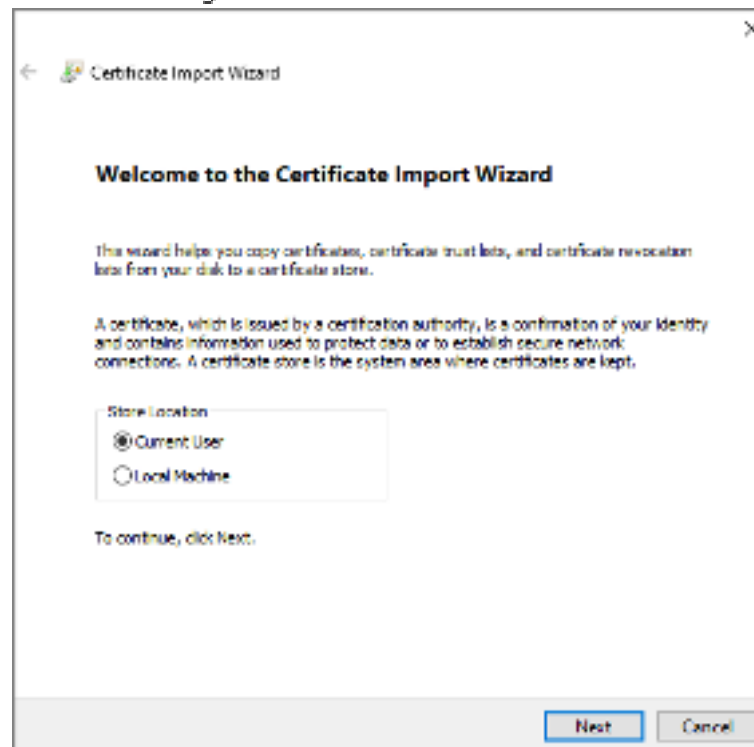 Certificate Import Wizard
Welcome to the Certificate Import Wizard
This wizard helps you copy certificates, certificate trust lists, and certificate revocation
lists from your disk to a certificate store.
A certificate, which is issued by a certification authority, is a confirmation of your identity
and contains information used to protect data or to establish secure network
connections. A certificate store is the system area where certificates are kept.
Store Location
Current User
Local Machine
To continue, click Next.
Next
Cancel